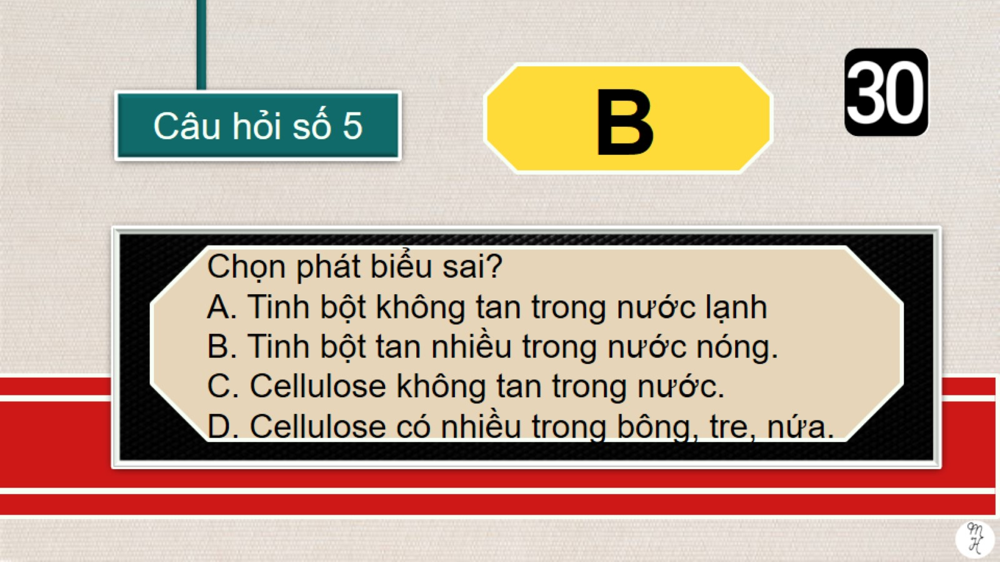 Câu hỏi số 5
B
30
Chọn phát biểu sai?
A. Tinh bột không tan trong nước lạnh
B. Tinh bột tan nhiều trong nước nóng.
C. Cellulose không tan trong nước.
D. Cellulose có nhiều trong bông, tre, nứa.
MH